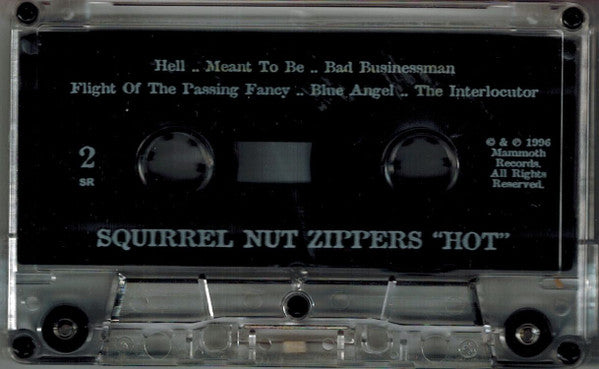 Hell .. Meant To Be .. Bad Businessman
Flight Of The Passing Fancy .. Blue Angel .. The Interlocutor
2
SR
© & ℗ 1996
Mammoth
Records.
All Rights
Reserved.
SQUIRREL NUT ZIPPERS "HOT"